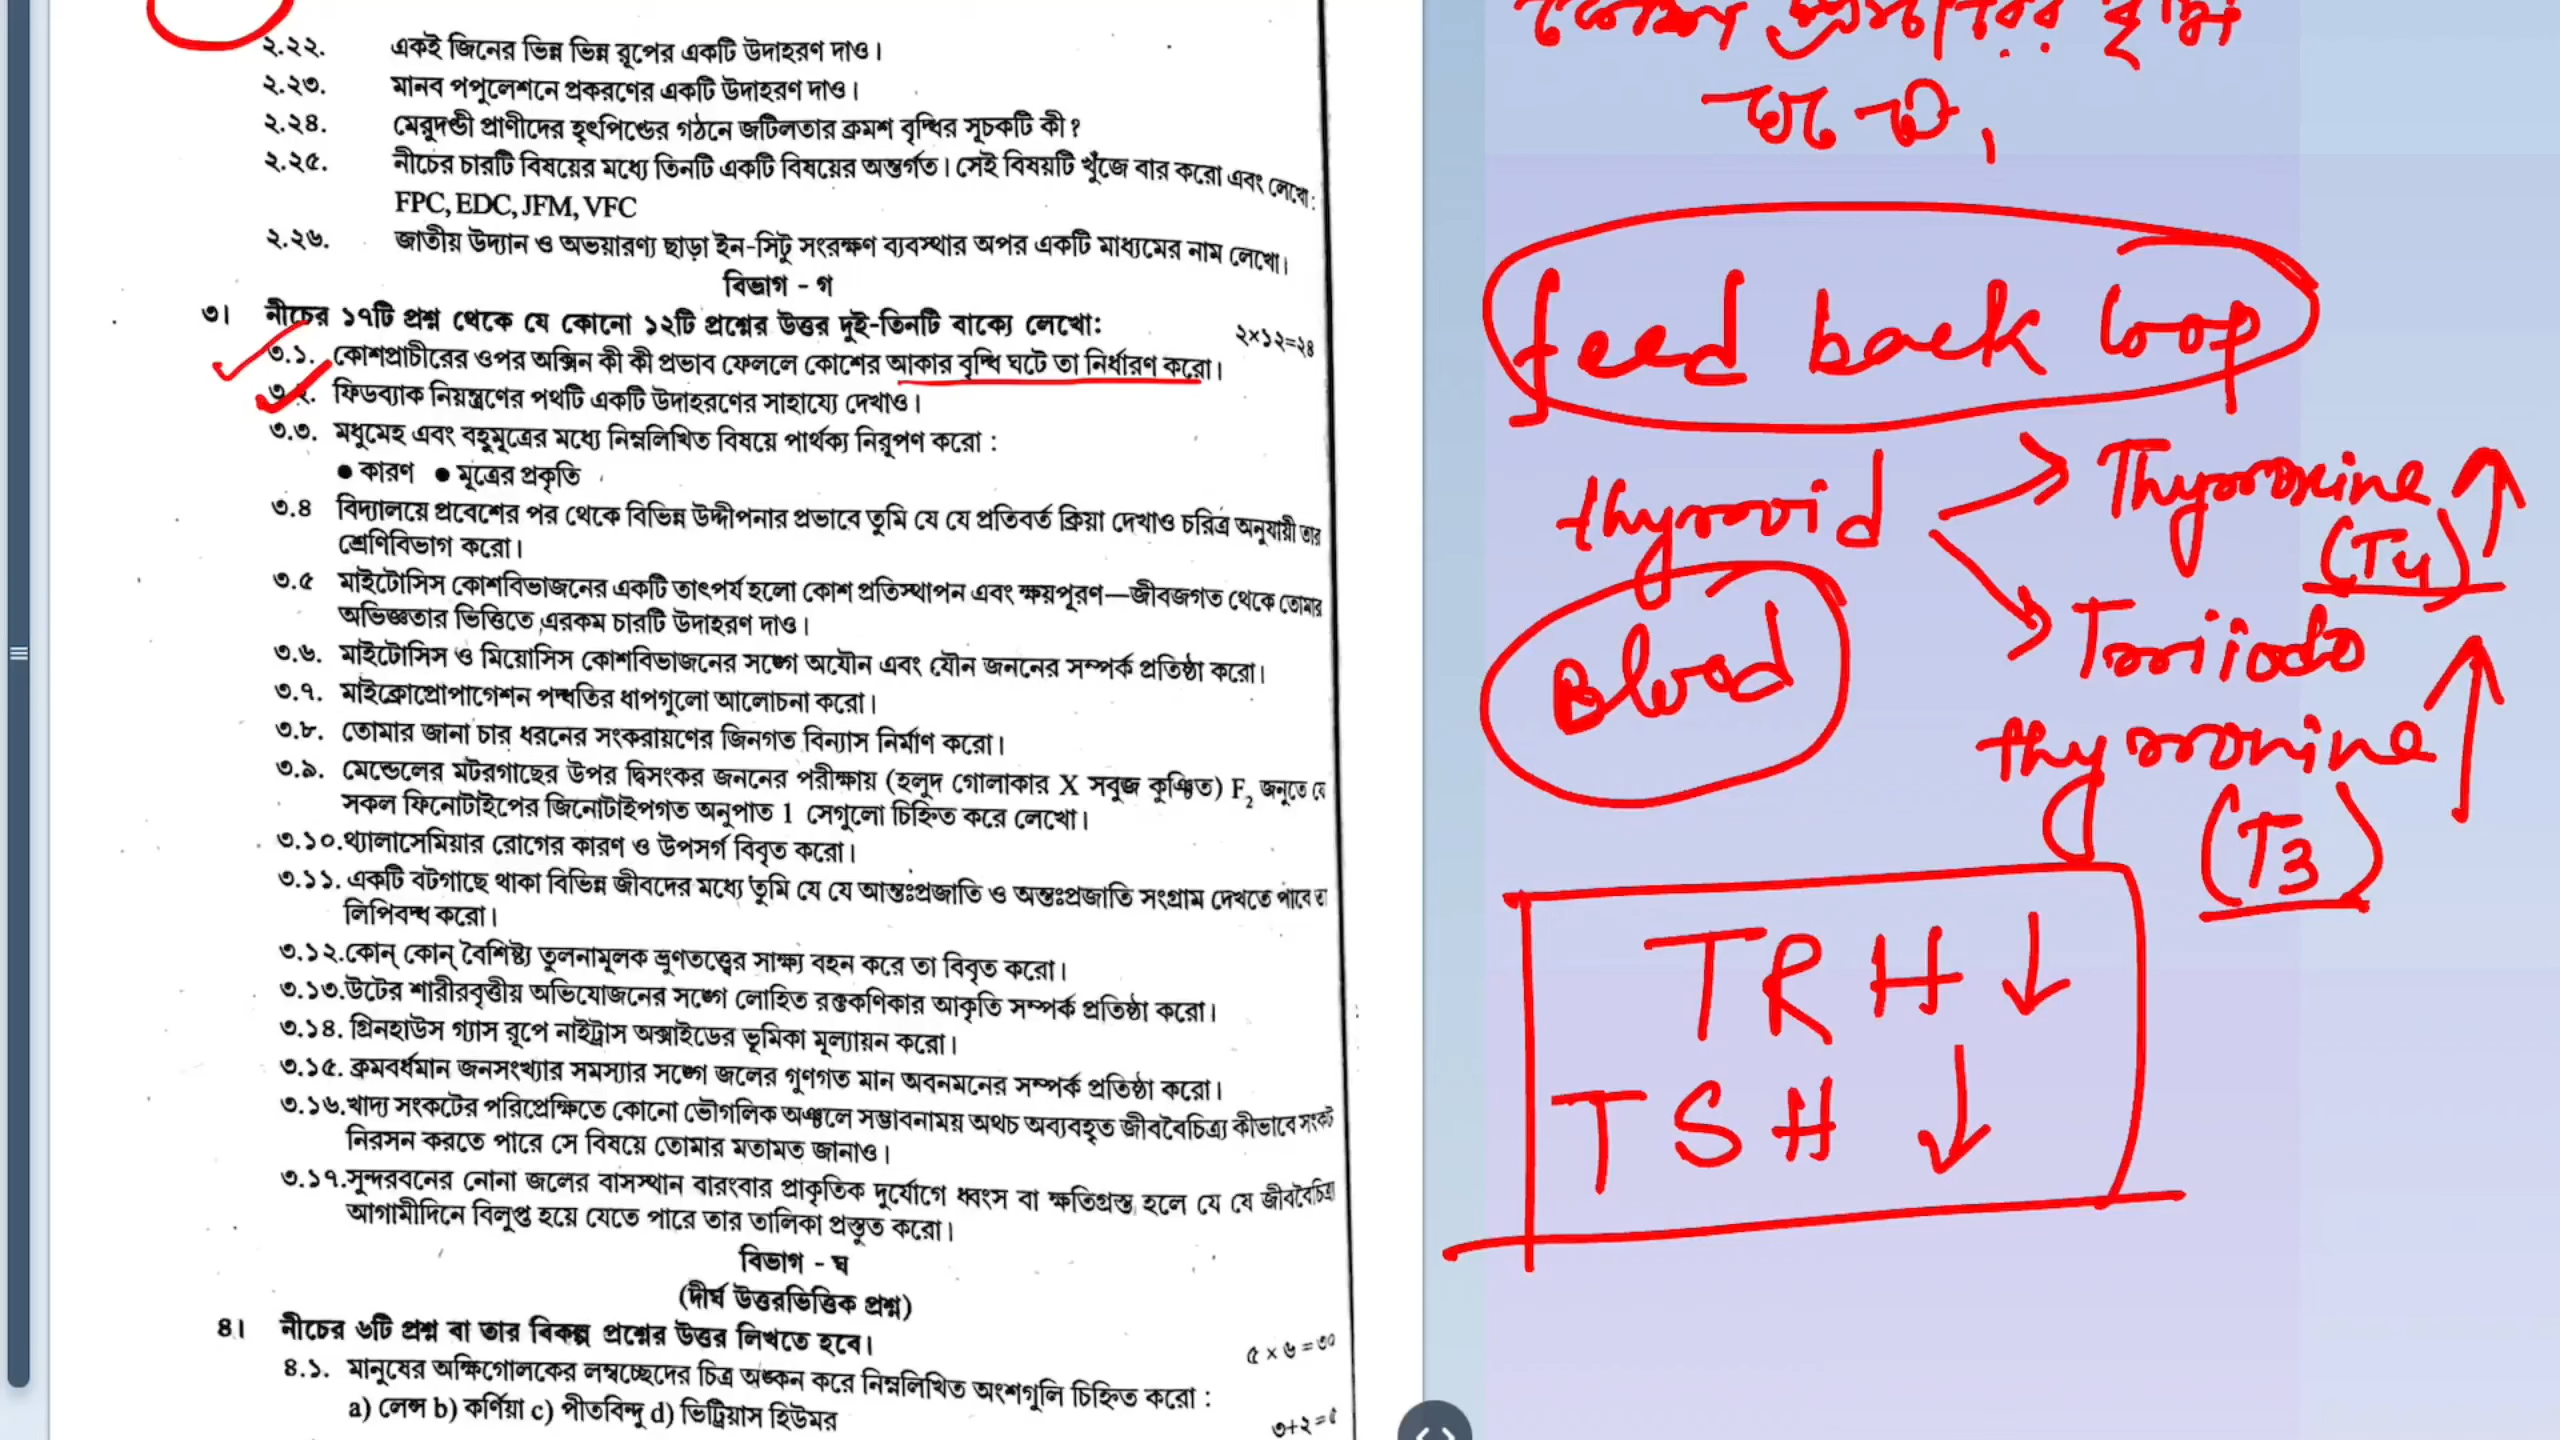 ২.২২. একই জিনের ভিন্ন ভিন্ন রূপের একটি উদাহরণ দাও।
২.২৩. মানব পপুলেশনে প্রকরণের একটি উদাহরণ দাও।
২.২৪. মেরুদণ্ডী প্রাণীদের হৃৎপিণ্ডের গঠনে জটিলতার ক্রমশ বৃদ্ধির সূচকটি কী?
২.২৫. নীচের চারটি বিষয়ের মধ্যে তিনটি একটি বিষয়ের অন্তর্গত। সেই বিষয়টি খুঁজে বার করো এবং লেখো:
FPC, EDC, JFM, VFC
২.২৬. জাতীয় উদ্যান ও অভয়ারণ্য ছাড়া ইন-সিটু সংরক্ষণ ব্যবস্থার অপর একটি মাধ্যমের নাম লেখো।
বিভাগ - গ
৩। নীচের ১৭টি প্রশ্ন থেকে যে কোনো ১২টি প্রশ্নের উত্তর দুই-তিনটি বাক্যে লেখো: ২×১২=২৪
৩.১. কোশপ্রাচীরের ওপর অক্সিন কী কী প্রভাব ফেললে কোশের আকার বৃদ্ধি ঘটে তা নির্ধারণ করো।
৩.২. ফিডব্যাক নিয়ন্ত্রণের পথটি একটি উদাহরণের সাহায্যে দেখাও।
৩.৩. মধুমেহ এবং বহুমূত্রের মধ্যে নিম্নলিখিত বিষয়ে পার্থক্য নিরূপণ করো :
● কারণ ● মূত্রের প্রকৃতি
৩.৪ বিদ্যালয়ে প্রবেশের পর থেকে বিভিন্ন উদ্দীপনার প্রভাবে তুমি যে যে প্রতিবর্ত ক্রিয়া দেখাও চরিত্র অনুযায়ী তার
শ্রেণিবিভাগ করো।
৩.৫ মাইটোসিস কোশবিভাজনের একটি তাৎপর্য হলো কোশ প্রতিস্থাপন এবং ক্ষয়পূরণ—জীবজগত থেকে তোমার
অভিজ্ঞতার ভিত্তিতে এরকম চারটি উদাহরণ দাও।
৩.৬. মাইটোসিস ও মিয়োসিস কোশবিভাজনের সঙ্গে অযৌন এবং যৌন জননের সম্পর্ক প্রতিষ্ঠা করো।
৩.৭. মাইক্রোপ্রোপাগেশন পদ্ধতির ধাপগুলো আলোচনা করো।
৩.৮. তোমার জানা চার ধরনের সংকরায়ণের জিনগত বিন্যাস নির্মাণ করো।
৩.৯. মেন্ডেলের মটরগাছের উপর দ্বিসংকর জননের পরীক্ষায় (হলুদ গোলাকার X সবুজ কুঞ্চিত) F2 জনুতে যে
সকল ফিনোটাইপের জিনোটাইপগত অনুপাত 1 সেগুলো চিহ্নিত করে লেখো।
৩.১০.থ্যালাসেমিয়ার রোগের কারণ ও উপসর্গ বিবৃত করো।
৩.১১. একটি বটগাছে থাকা বিভিন্ন জীবদের মধ্যে তুমি যে যে আন্তঃপ্রজাতি ও অন্তঃপ্রজাতি সংগ্রাম দেখতে পাবে তা
লিপিবদ্ধ করো।
৩.১২.কোন্ কোন্ বৈশিষ্ট্য তুলনামূলক ভ্রুণতত্ত্বের সাক্ষ্য বহন করে তা বিবৃত করো।
৩.১৩.উটের শারীরবৃত্তীয় অভিযোজনের সঙ্গে লোহিত রক্তকণিকার আকৃতি সম্পর্ক প্রতিষ্ঠা করো।
৩.১৪. গ্রিনহাউস গ্যাস রূপে নাইট্রাস অক্সাইডের ভূমিকা মূল্যায়ন করো।
৩.১৫. ক্রমবর্ধমান জনসংখ্যার সমস্যার সঙ্গে জলের গুণগত মান অবনমনের সম্পর্ক প্রতিষ্ঠা করো।
৩.১৬.খাদ্য সংকটের পরিপ্রেক্ষিতে কোনো ভৌগলিক অঞ্চলে সম্ভাবনাময় অথচ অব্যবহৃত জীববৈচিত্র্য কীভাবে সংকট
নিরসন করতে পারে সে বিষয়ে তোমার মতামত জানাও।
৩.১৭.সুন্দরবনের নোনা জলের বাসস্থান বারংবার প্রাকৃতিক দুর্যোগে ধ্বংস বা ক্ষতিগ্রস্ত হলে যে যে জীববৈচিত্র্য
আগামীদিনে বিলুপ্ত হয়ে যেতে পারে তার তালিকা প্রস্তুত করো।
বিভাগ - ঘ
(দীর্ঘ উত্তরভিত্তিক প্রশ্ন)
৪। নীচের ৬টি প্রশ্ন বা তার বিকল্প প্রশ্নের উত্তর লিখতে হবে। ৫ × ৬ = ৩০
৪.১. মানুষের অক্ষিগোলকের লম্বচ্ছেদের চিত্র অঙ্কন করে নিম্নলিখিত অংশগুলি চিহ্নিত করো :
a) লেন্স b) কর্ণিয়া c) পীতবিন্দু d) ভিট্রিয়াস হিউমর ৩+২=৫
ঘটে।
feed back loop
thyroid
Thyroxine
(T4)
Blood
Triiodo
thyronine
(T3)
TRH ↓
TSH ↓